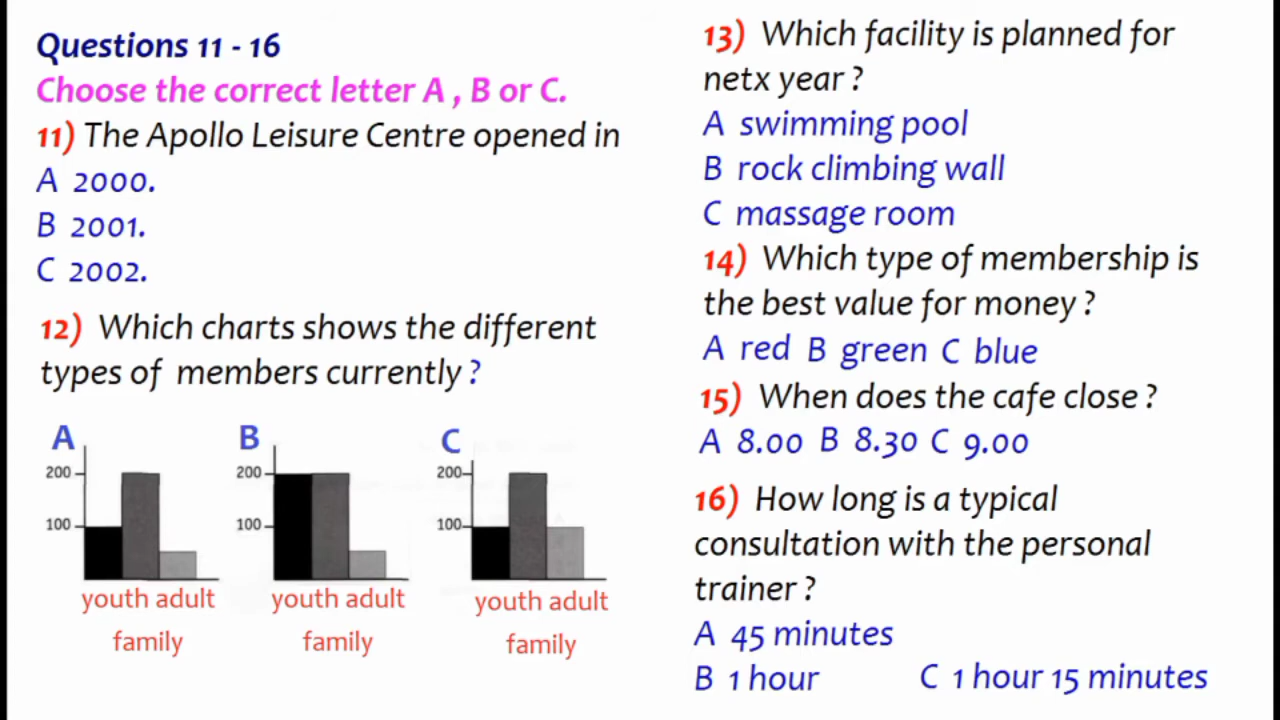 Questions 11 - 16
Choose the correct letter A , B or C.
11) The Apollo Leisure Centre opened in
A 2000.
B 2001.
C 2002.
12) Which charts shows the different
types of members currently ?
A
200
100
youth adult
family
B
200
100
youth adult
family
C
200
100
youth adult
family
13) Which facility is planned for
netx year ?
A swimming pool
B rock climbing wall
C massage room
14) Which type of membership is
the best value for money ?
A red B green C blue
15) When does the cafe close ?
A 8.00 B 8.30 C 9.00
16) How long is a typical
consultation with the personal
trainer ?
A 45 minutes
B 1 hour C 1 hour 15 minutes